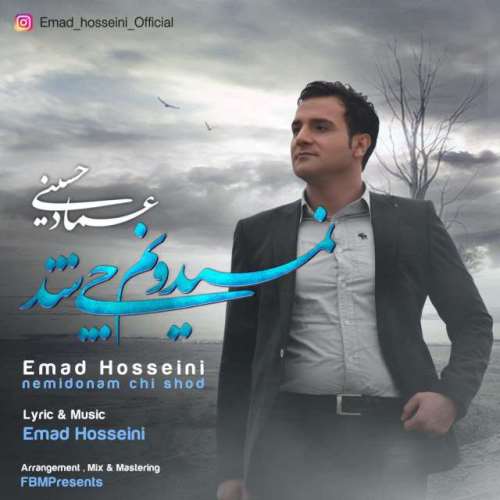 Emad_hosseini_Official
عماد حسینی
نمیدونم چی شد
Emad Hosseini
nemidonam chi shod
Lyric & Music
Emad Hosseini
Arrangement , Mix & Mastering
FBMPresents